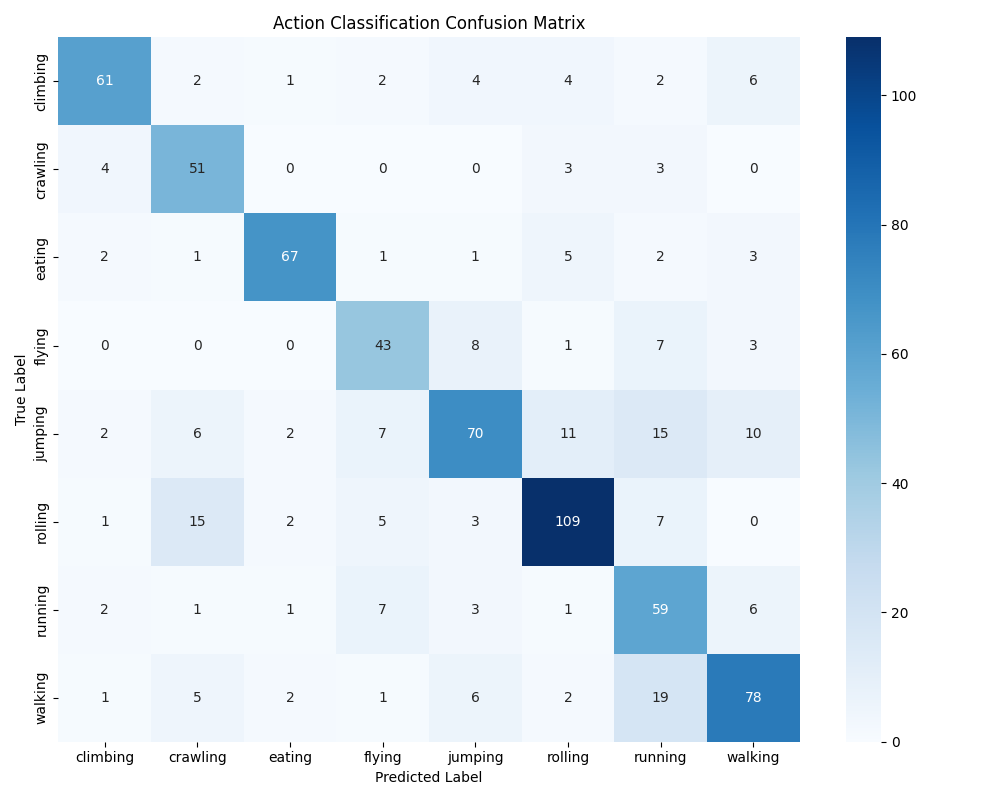 Action Classification Confusion Matrix
True Label
climbing 61 2 1 2 4 4 2 6
crawling 4 51 0 0 0 3 3 0
eating 2 1 67 1 1 5 2 3
flying 0 0 0 43 8 1 7 3
jumping 2 6 2 7 70 11 15 10
rolling 1 15 2 5 3 109 7 0
running 2 1 1 7 3 1 59 6
walking 1 5 2 1 6 2 19 78
climbing crawling eating flying jumping rolling running walking
Predicted Label
100
80
60
40
20
0